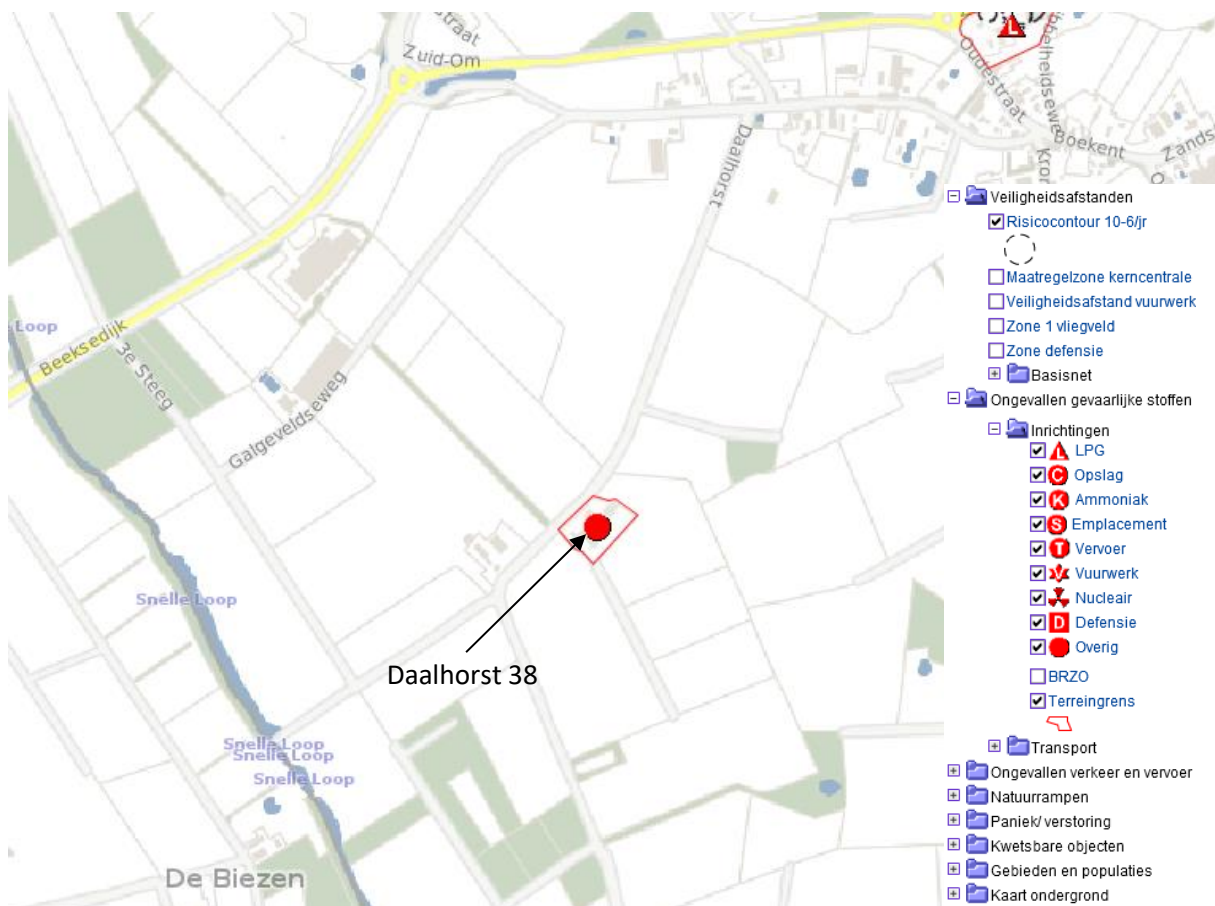 straat
Zuid-Om
L
Oudestraat
ibbelheidseweg
Boekent
Zands
Kron
O
Daalhorst
Loop
Beeksedijk
3e Steeg
Galgeveldseweg
Snelle Loop
Daalhorst 38
Snelle Loop
Snelle Loop
Snelle Loop
De Biezen
Veiligheidsafstanden
Risicocontour 10-6/jr
Maatregelzone kerncentrale
Veiligheidsafstand vuurwerk
Zone 1 vliegveld
Zone defensie
Basisnet
Ongevallen gevaarlijke stoffen
Inrichtingen
L LPG
C Opslag
K Ammoniak
S Emplacement
T Vervoer
V Vuurwerk
Nucleair
D Defensie
Overig
BRZO
Terreingrens
Transport
Ongevallen verkeer en vervoer
Natuurrampen
Paniek/ verstoring
Kwetsbare objecten
Gebieden en populaties
Kaart ondergrond